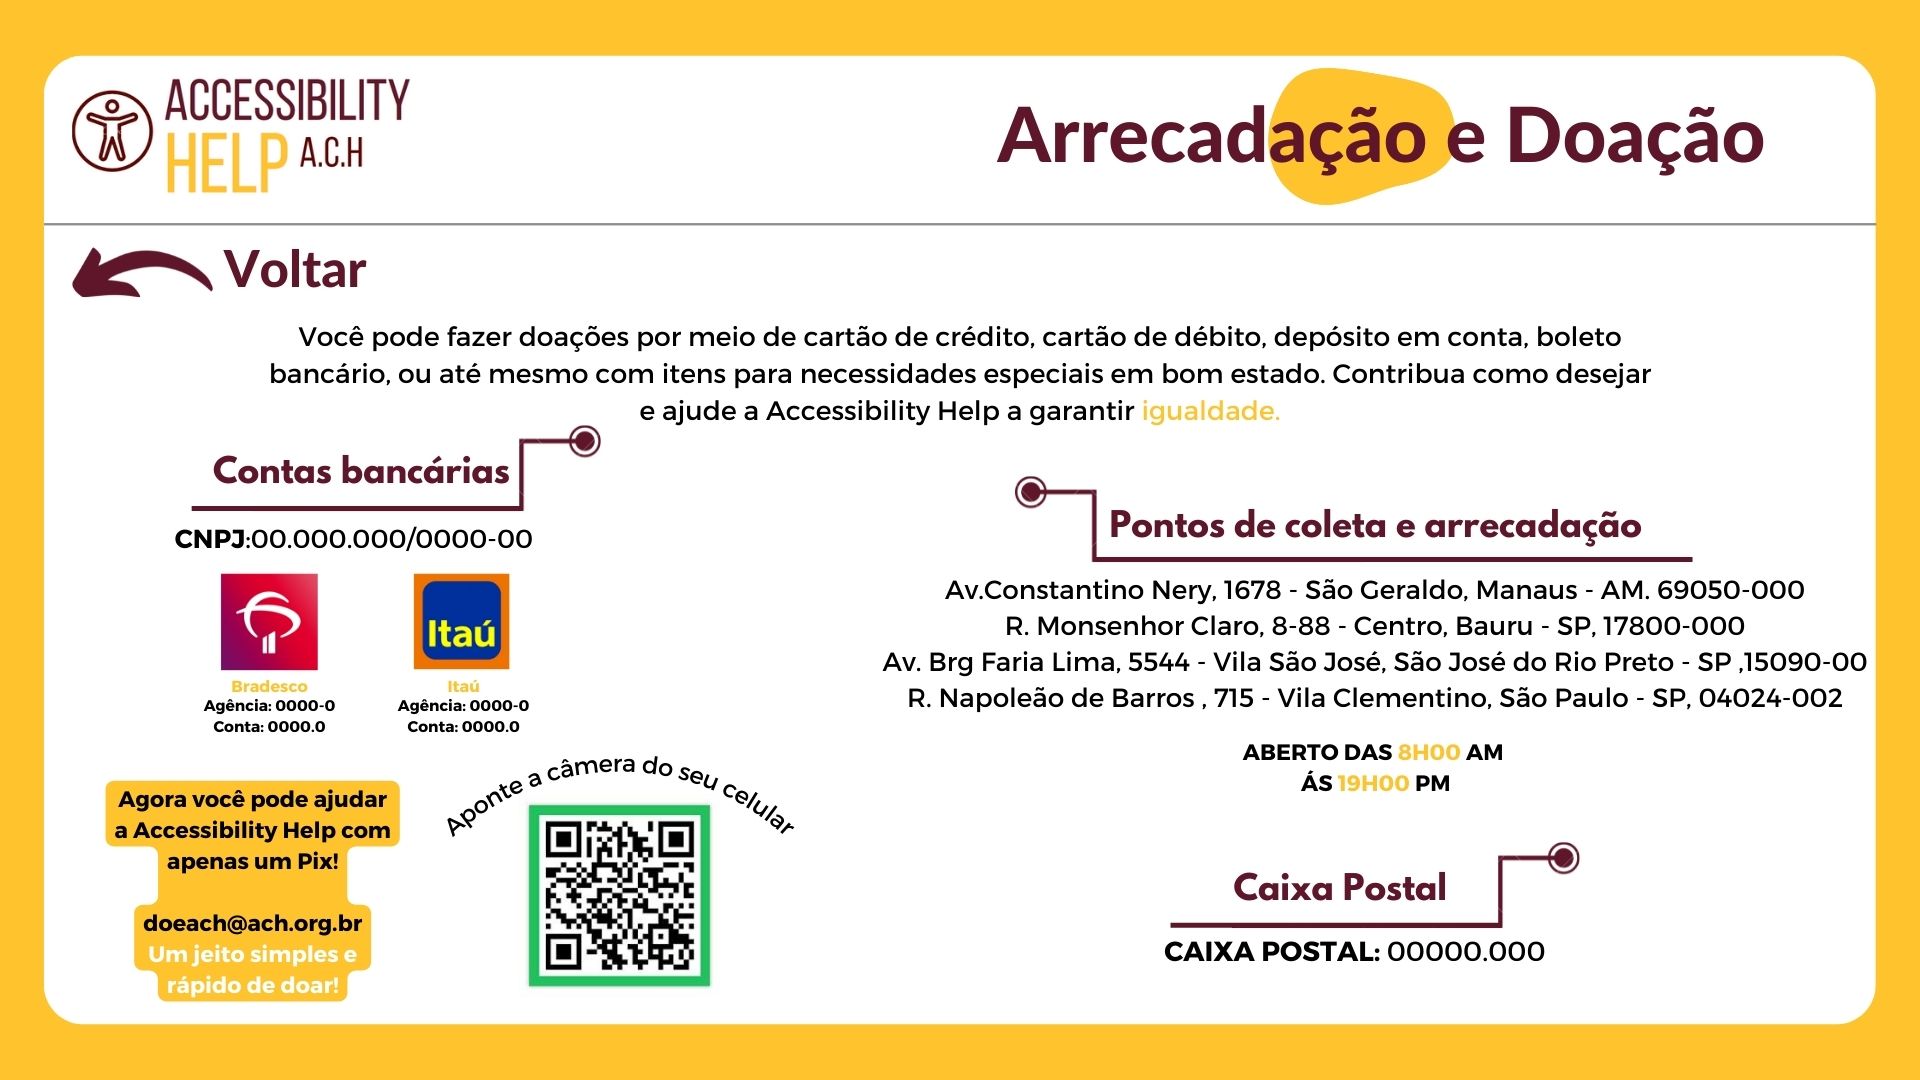 ACCESSIBILITY
HELP A.C.H
Arrecadação e Doação
Voltar
Você pode fazer doações por meio de cartão de crédito, cartão de débito, depósito em conta, boleto
bancário, ou até mesmo com itens para necessidades especiais em bom estado. Contribua como desejar
e ajude a Accessibility Help a garantir igualdade.
Contas bancárias
CNPJ:00.000.000/0000-00
Itaú
Bradesco
Agência: 0000-0
Conta: 0000.0
Itaú
Agência: 0000-0
Conta: 0000.0
Agora você pode ajudar
a Accessibility Help com
apenas um Pix!
doeach@ach.org.br
Um jeito simples e
rápido de doar!
Aponte a câmera do seu celular
Pontos de coleta e arrecadação
Av.Constantino Nery, 1678 - São Geraldo, Manaus - AM. 69050-000
R. Monsenhor Claro, 8-88 - Centro, Bauru - SP, 17800-000
Av. Brg Faria Lima, 5544 - Vila São José, São José do Rio Preto - SP ,15090-00
R. Napoleão de Barros , 715 - Vila Clementino, São Paulo - SP, 04024-002
ABERTO DAS 8H00 AM
ÁS 19H00 PM
Caixa Postal
CAIXA POSTAL: 00000.000